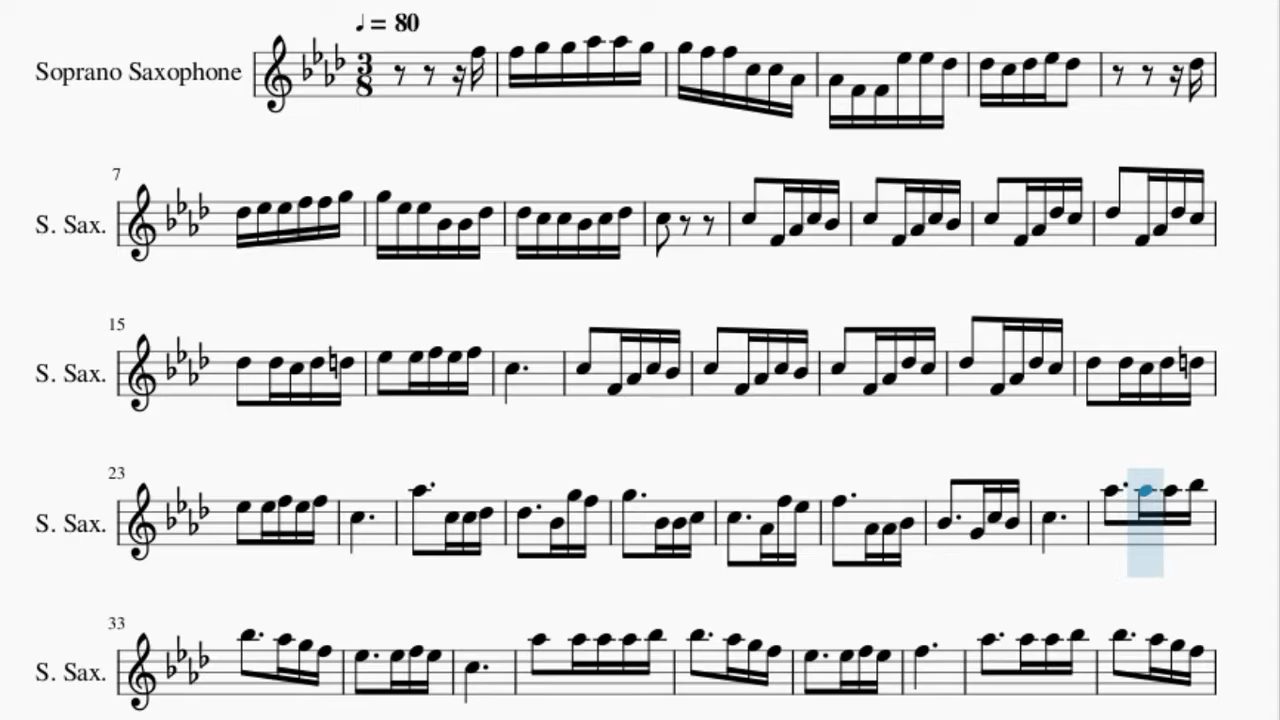 ♩ = 80
Soprano Saxophone
3
8
7
S. Sax.
15
S. Sax.
23
S. Sax.
33
S. Sax.